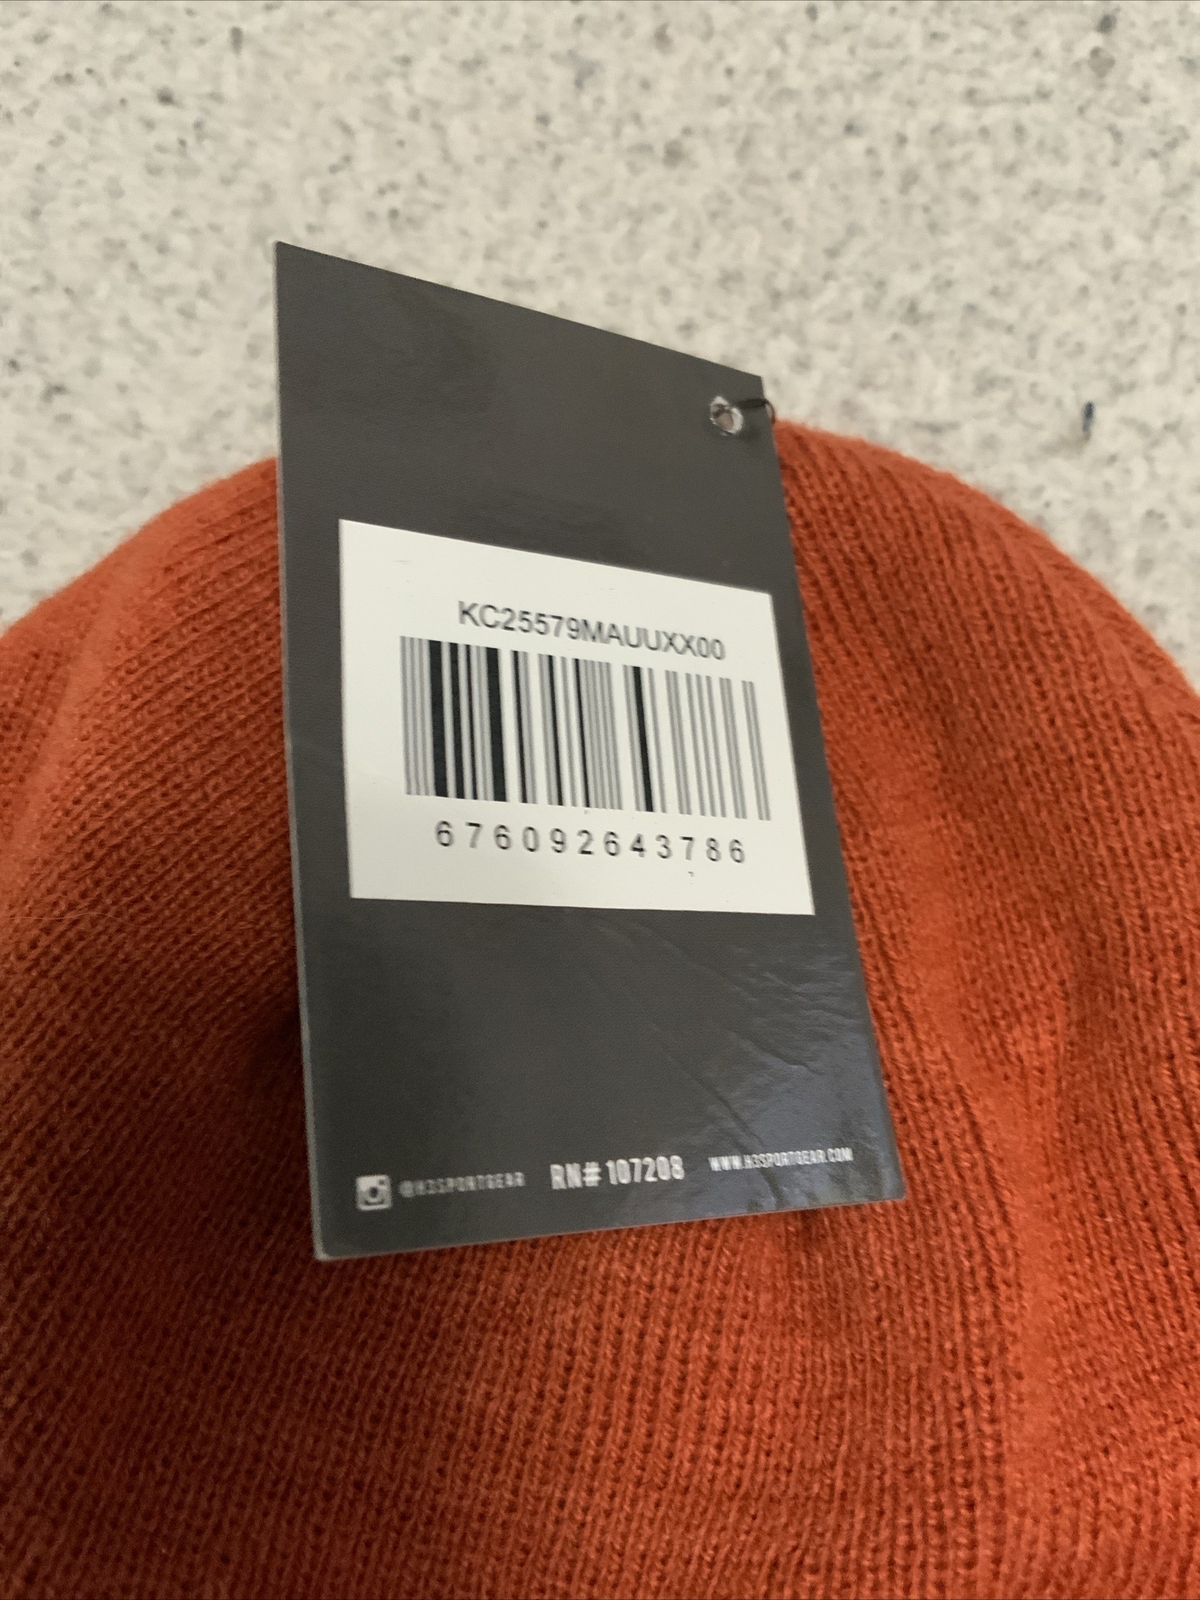 KC25579MAUUXX00
676092643786
@H3SPORTGEAR RN# 107208 WWW.H3SPORTGEAR.COM